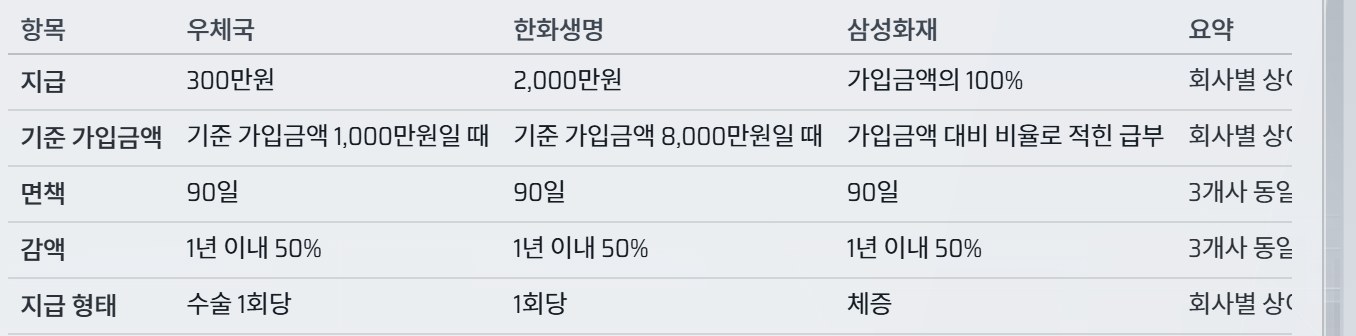 항목 우체국 한화생명 삼성화재 요약
지급 300만원 2,000만원 가입금액의 100% 회사별
기준 가입금액 기준 가입금액 1,000만원일 때 기준 가입금액 8,000만원일 때 가입금액 대비 비율로 적힌 급부 회사별
면책 90일 90일 90일 3개사 동일
감액 1년 이내 50% 1년 이내 50% 1년 이내 50% 3개사 동일
지급 형태 수술 1회당 1회당 체증 회사별